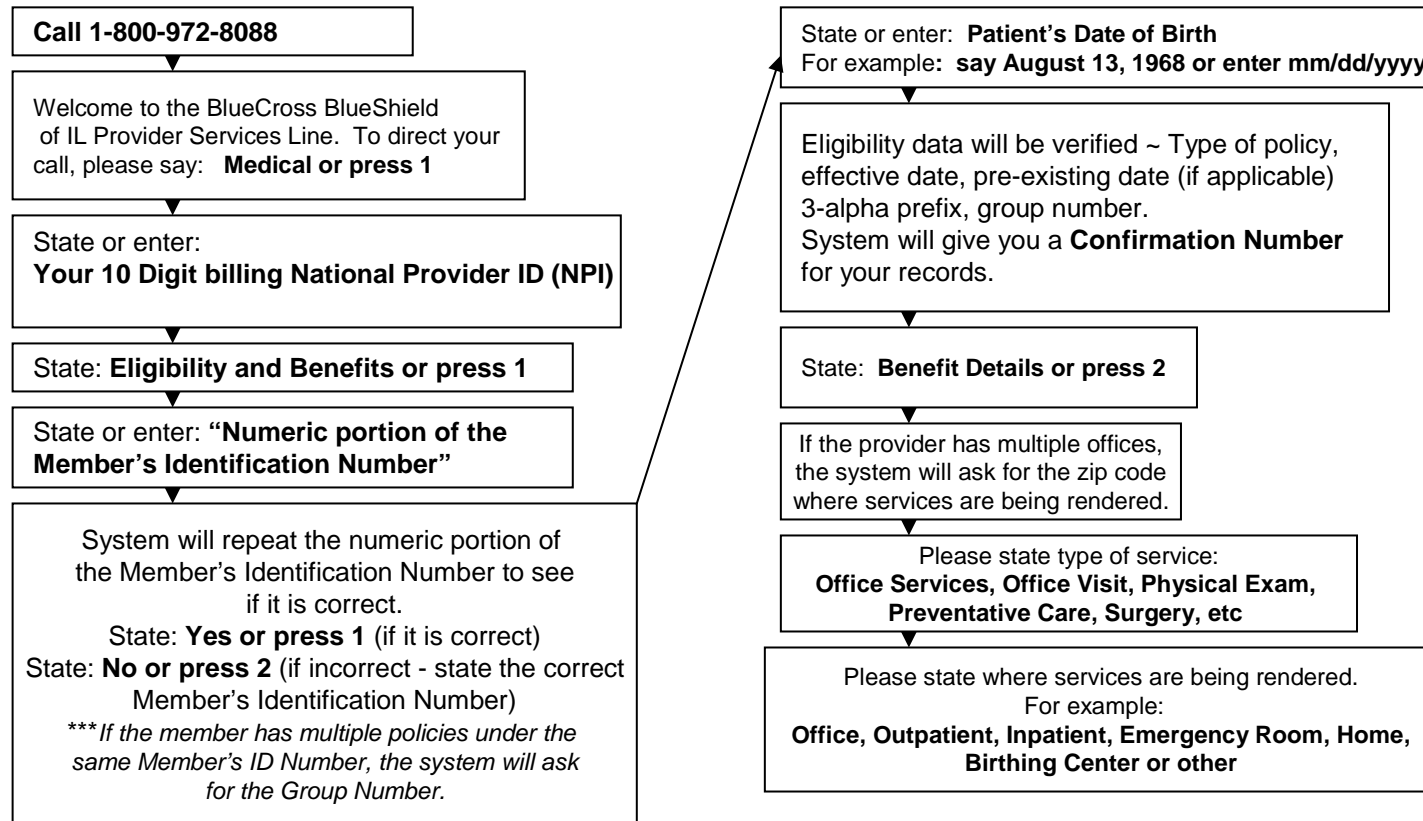 Call 1-800-972-8088
Welcome to the BlueCross BlueShield
of IL Provider Services Line. To direct your
call, please say: Medical or press 1
State or enter:
Your 10 Digit billing National Provider ID (NPI)
State: Eligibility and Benefits or press 1
State or enter: “Numeric portion of the
Member’s Identification Number”
System will repeat the numeric portion of
the Member’s Identification Number to see
if it is correct.
State: Yes or press 1 (if it is correct)
State: No or press 2 (if incorrect - state the correct
Member’s Identification Number)
***If the member has multiple policies under the
same Member’s ID Number, the system will ask
for the Group Number.
State or enter: Patient’s Date of Birth
For example: say August 13, 1968 or enter mm/dd/yyyy
Eligibility data will be verified ~ Type of policy,
effective date, pre-existing date (if applicable)
3-alpha prefix, group number.
System will give you a Confirmation Number
for your records.
State: Benefit Details or press 2
If the provider has multiple offices,
the system will ask for the zip code
where services are being rendered.
Please state type of service:
Office Services, Office Visit, Physical Exam,
Preventative Care, Surgery, etc
Please state where services are being rendered.
For example:
Office, Outpatient, Inpatient, Emergency Room, Home,
Birthing Center or other